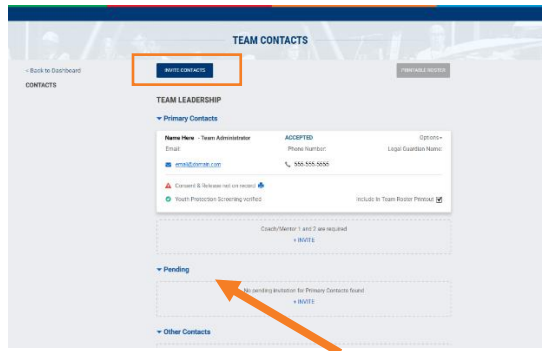 TEAM CONTACTS
< Back to Dashboard
CONTACTS
INVITE CONTACTS
PRINTABLE ROSTER
TEAM LEADERSHIP
Primary Contacts
Name Here - Team Administrator
ACCEPTED
Options
Email:
Phone Number:
Legal Guardian Name:
email@domain.com
555-555-5555
Consent & Release not on record
Youth Protection Screening verified
Include in Team Roster Printout
Coach/Mentor 1 and 2 are required
+ INVITE
Pending
No pending invitation for Primary Contacts found
+ INVITE
Other Contacts